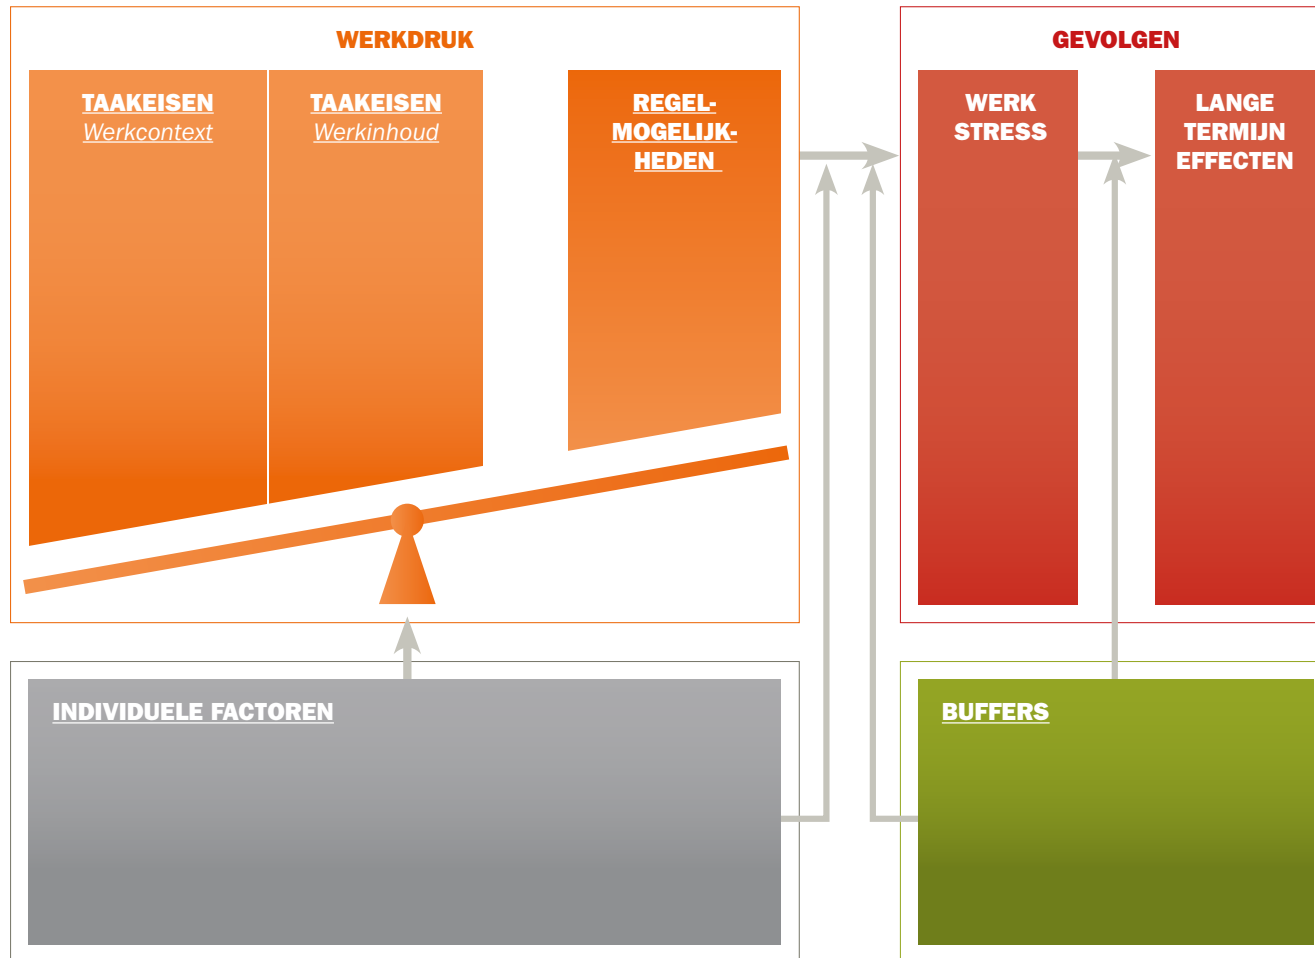 WERKDRUK
TAAKEISEN
Werkcontext
TAAKEISEN
Werkinhoud
REGEL-
MOGELIJK-
HEDEN
GEVOLGEN
WERK
STRESS
LANGE
TERMIJN
EFFECTEN
INDIVIDUELE FACTOREN
BUFFERS